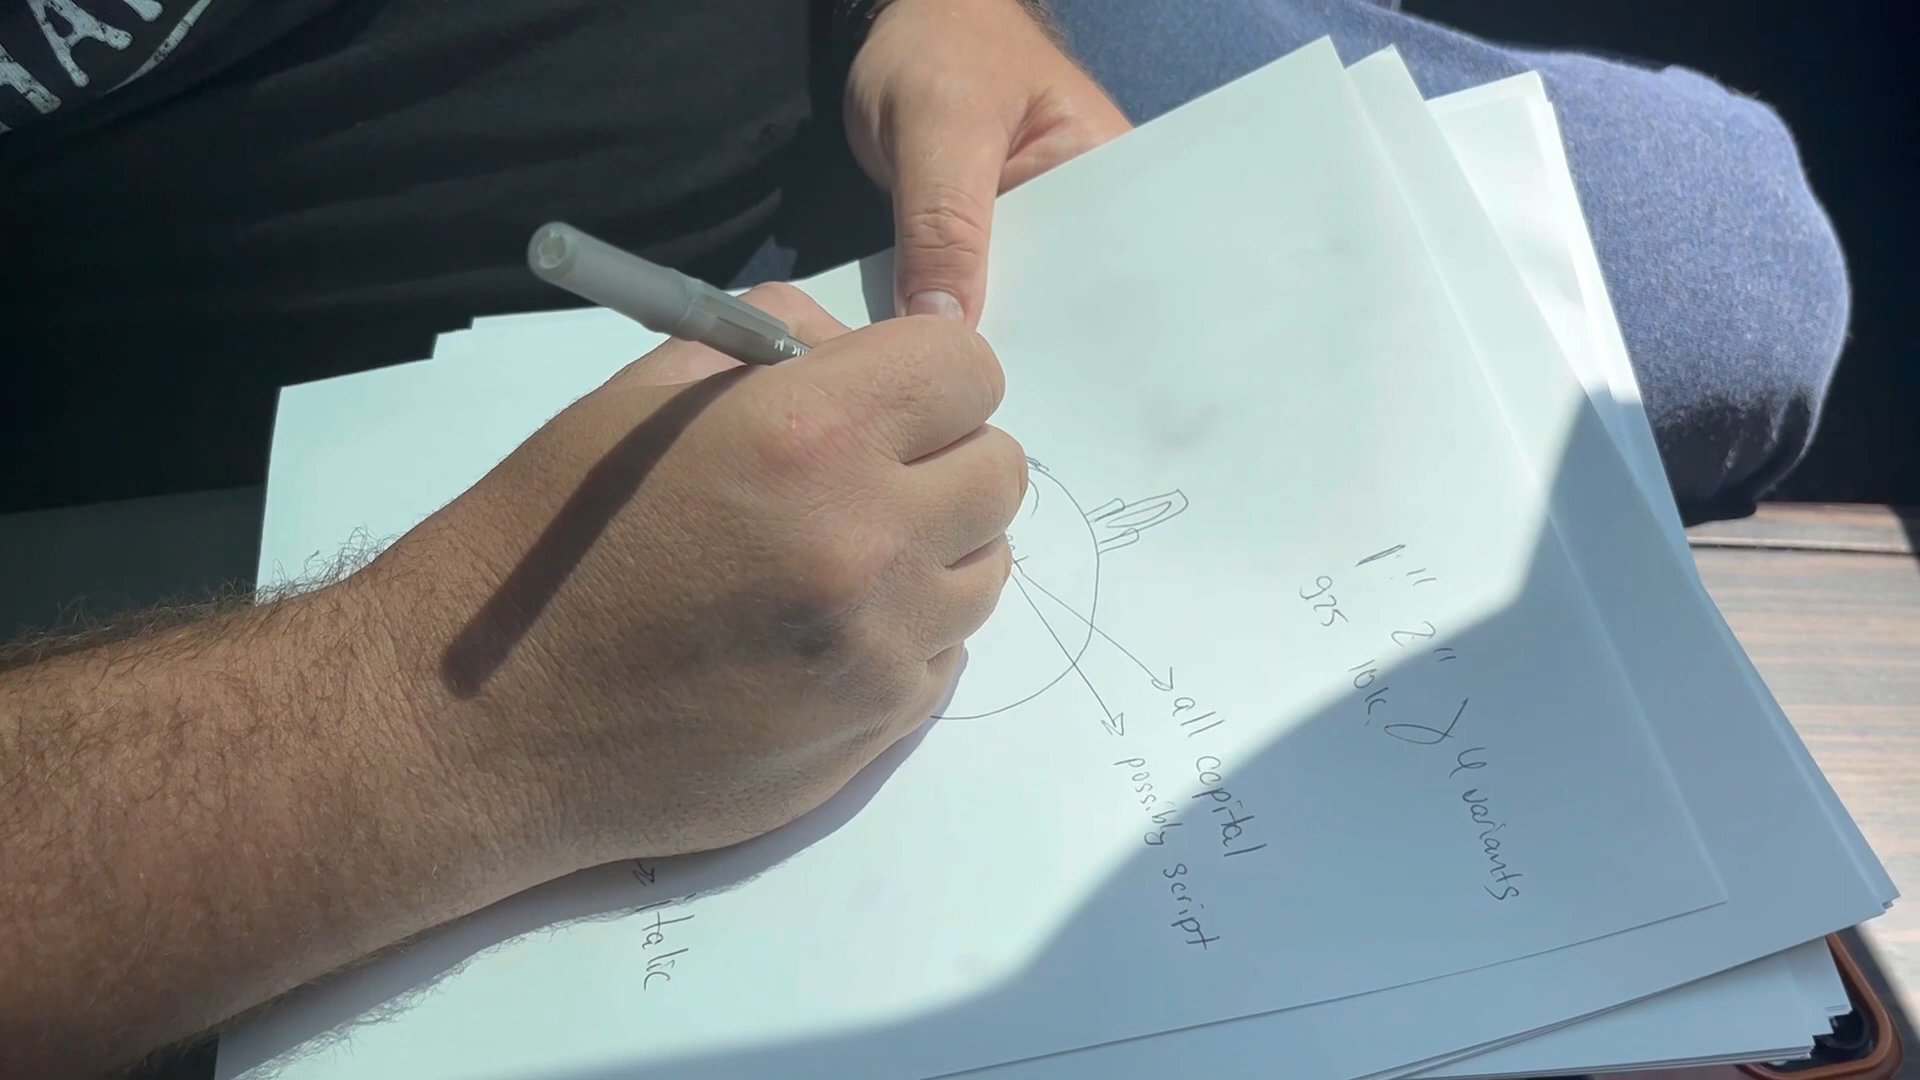 1" 2" 4 variants
925 10k.
all capital
possibly script
italic